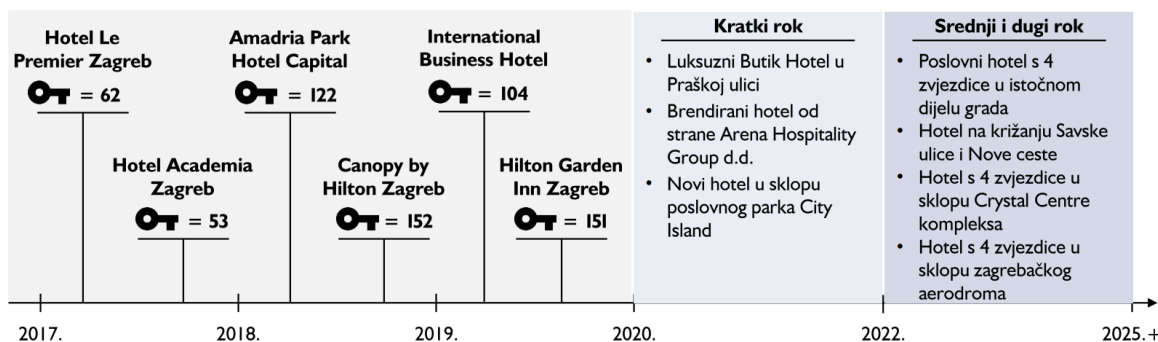 Hotel Le
Premier Zagreb
= 62
Hotel Academia
Zagreb
= 53
Amadria Park
Hotel Capital
= 122
Canopy by
Hilton Zagreb
= 152
International
Business Hotel
= 104
Hilton Garden
Inn Zagreb
= 151
Kratki rok
• Luksuzni Butik Hotel u
Praškoj ulici
• Brendirani hotel od
strane Arena Hospitality
Group d.d.
• Novi hotel u sklopu
poslovnog parka City
Island
Srednji i dugi rok
• Poslovni hotel s 4
zvjezdice u istočnom
dijelu grada
• Hotel na križanju Savske
ulice i Nove ceste
• Hotel s 4 zvjezdice u
sklopu Crystal Centre
kompleksa
• Hotel s 4 zvjezdice u
sklopu zagrebačkog
aerodroma
2017.
2018.
2019.
2020.
2022.
2025.+